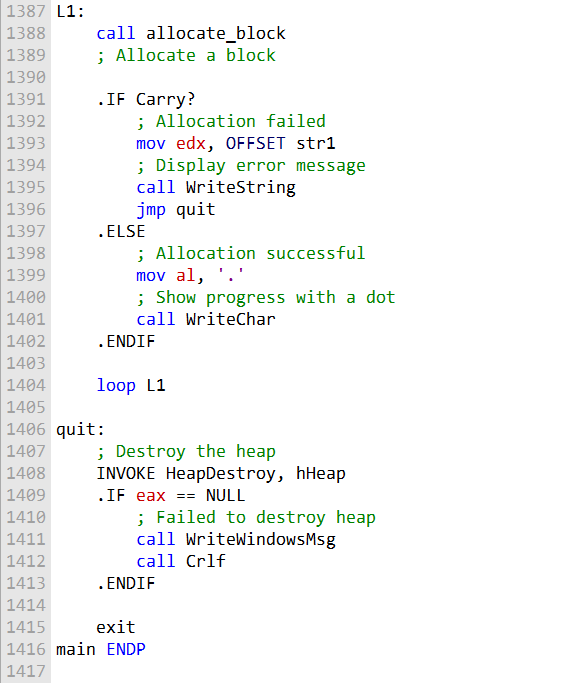 1387 L1:
1388     call allocate_block
1389     ; Allocate a block
1390
1391     .IF Carry?
1392         ; Allocation failed
1393         mov edx, OFFSET str1
1394         ; Display error message
1395         call WriteString
1396         jmp quit
1397     .ELSE
1398         ; Allocation successful
1399         mov al, '.'
1400         ; Show progress with a dot
1401         call WriteChar
1402     .ENDIF
1403
1404     loop L1
1405
1406 quit:
1407     ; Destroy the heap
1408     INVOKE HeapDestroy, hHeap
1409     .IF eax == NULL
1410         ; Failed to destroy heap
1411         call WriteWindowsMsg
1412         call Crlf
1413     .ENDIF
1414
1415     exit
1416 main ENDP
1417